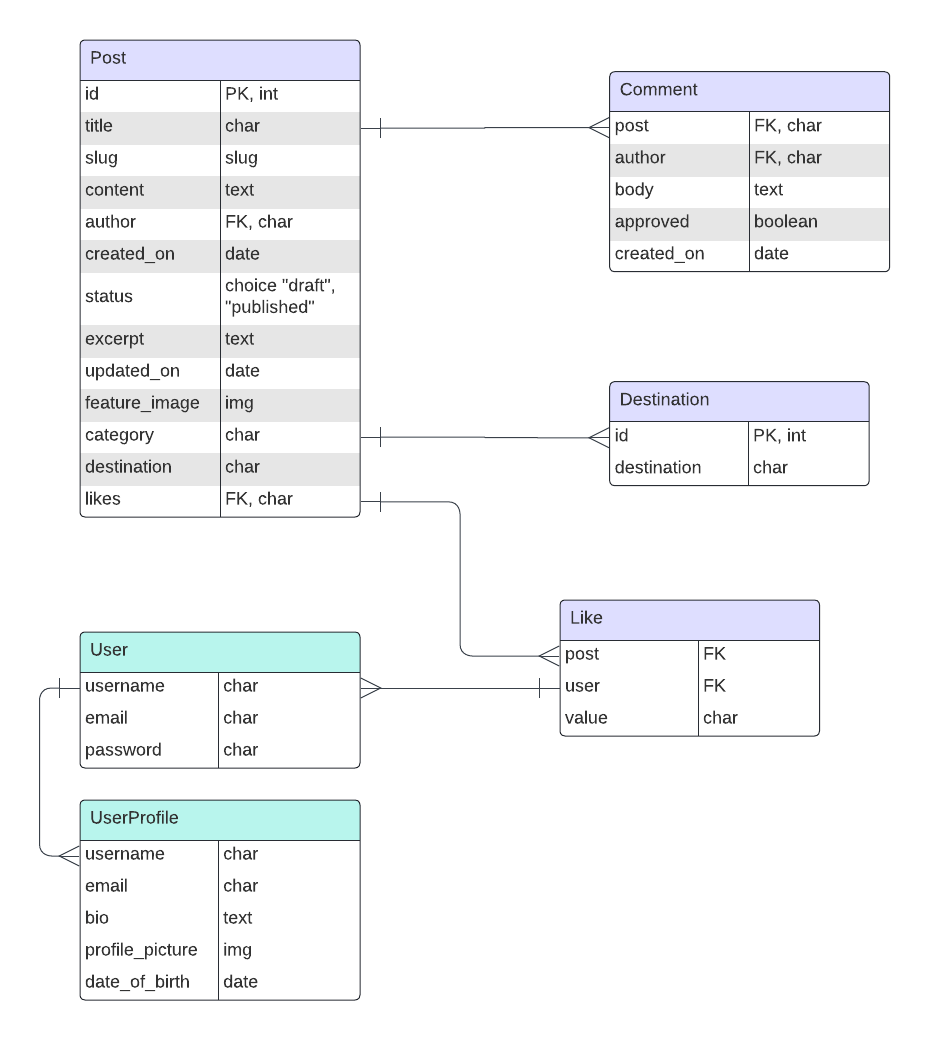 Post
id PK, int
title char
slug slug
content text
author FK, char
created_on date
status choice "draft",
"published"
excerpt text
updated_on date
feature_image img
category char
destination char
likes FK, char
Comment
post FK, char
author FK, char
body text
approved boolean
created_on date
Destination
id PK, int
destination char
Like
post FK
user FK
value char
User
username char
email char
password char
UserProfile
username char
email char
bio text
profile_picture img
date_of_birth date